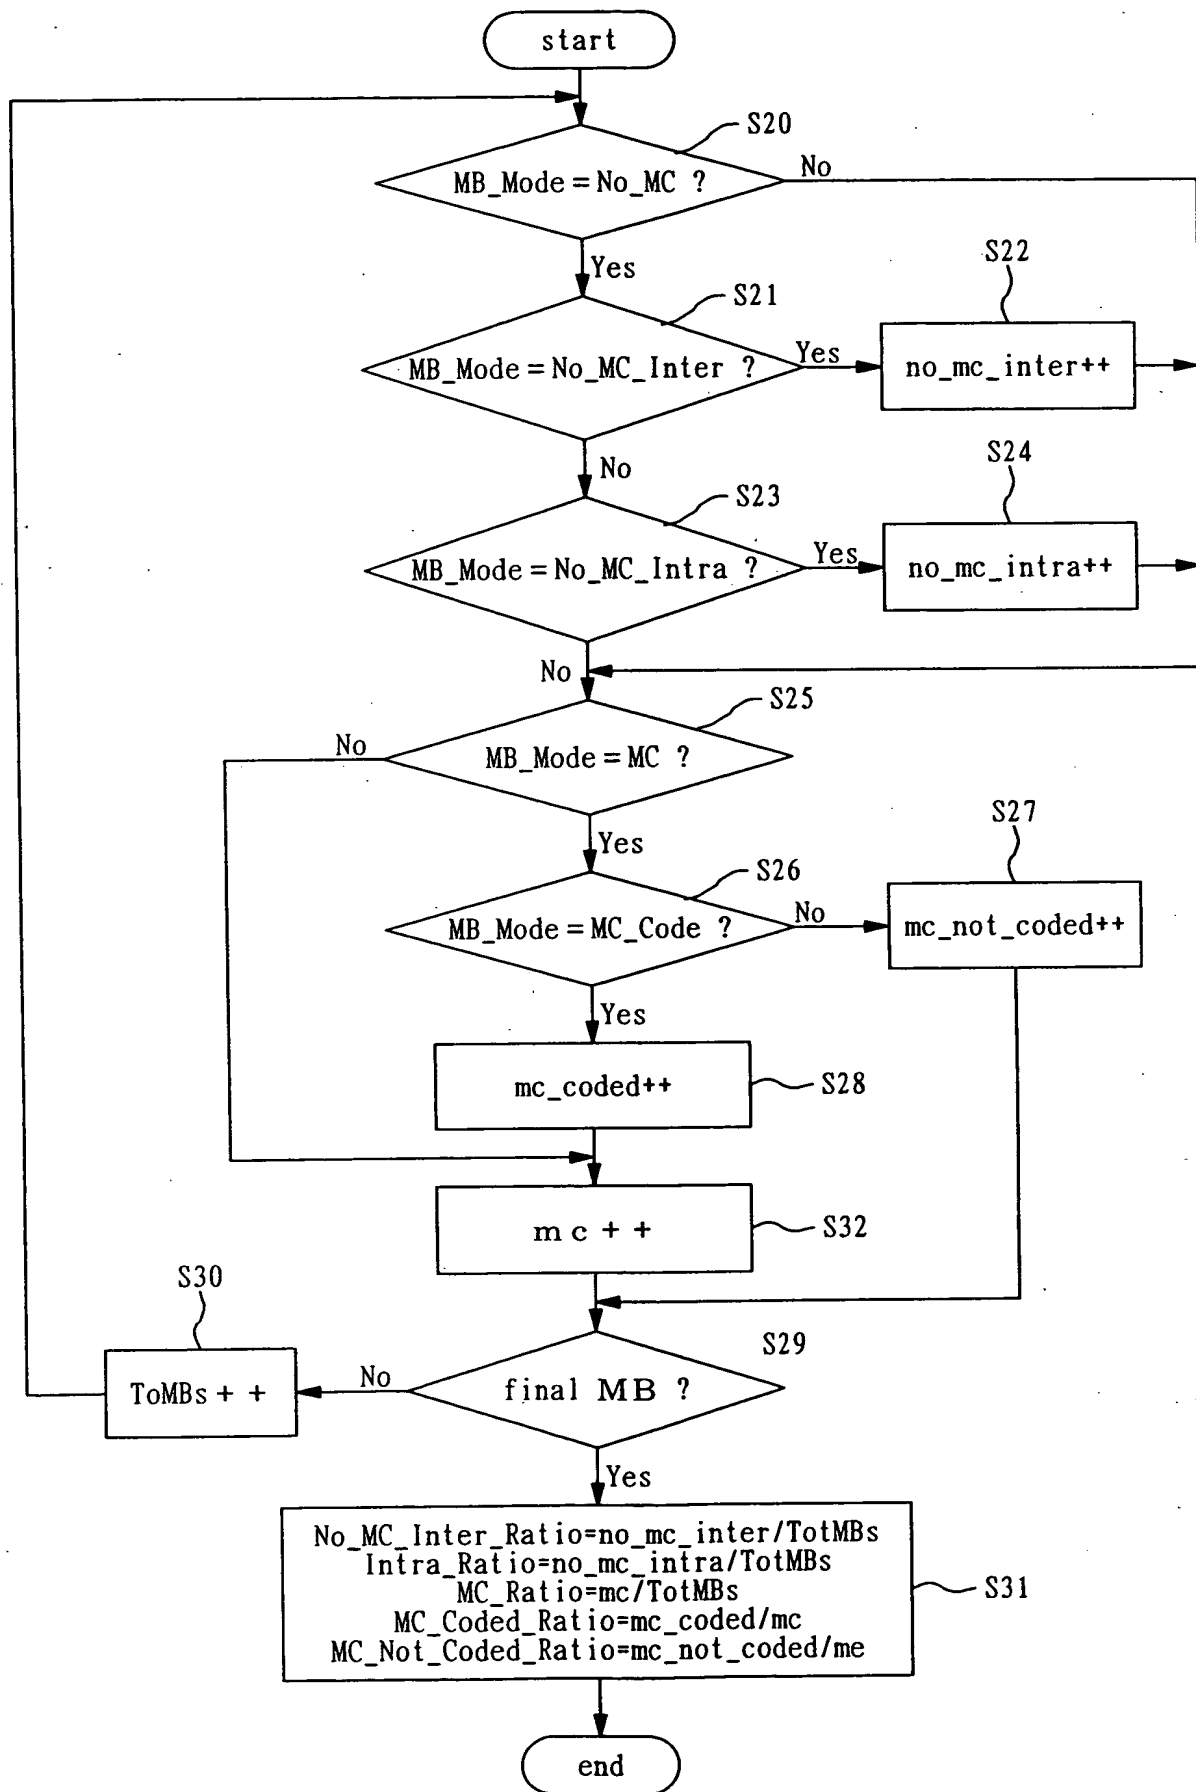 start
S20
MB_Mode=No_MC ?
No
Yes
S21
S22
MB_Mode=No_MC_Inter ?
Yes
no_mc_inter++
No
S23
S24
MB_Mode=No_MC_Intra ?
Yes
no_mc_intra++
No
S25
MB_Mode=MC ?
No
Yes
S26
S27
MB_Mode=MC_Code ?
No
mc_not_coded++
Yes
mc_coded++
S28
mc++
S32
S30
S29
ToMBs++
No
final MB ?
Yes
No_MC_Inter_Ratio=no_mc_inter/TotMBs
Intra_Ratio=no_mc_intra/TotMBs
MC_Ratio=mc/TotMBs
MC_Coded_Ratio=mc_coded/mc
MC_Not_Coded_Ratio=mc_not_coded/me
S31
end